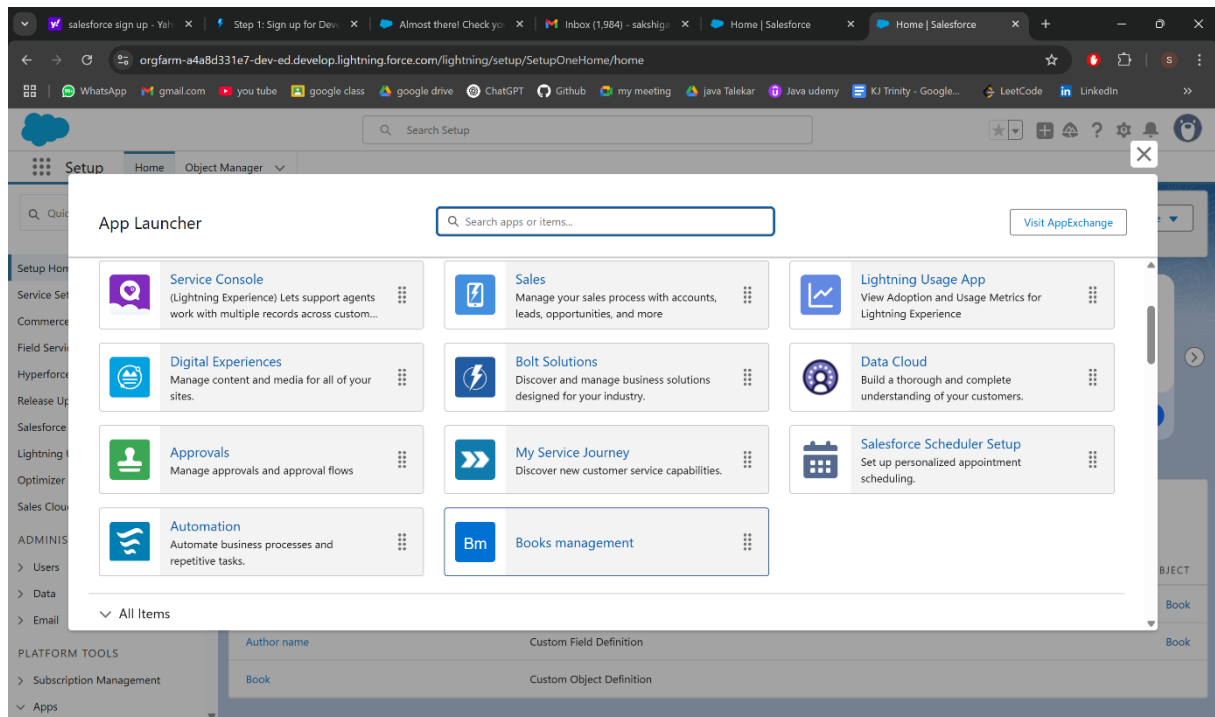 salesforce sign up - Yah
Step 1: Sign up for Deve
Almost there! Check yo
Inbox (1,984) - sakshiga
Home | Salesforce
Home | Salesforce
orgfarm-a4a8d331e7-dev-ed.develop.lightning.force.com/lightning/setup/SetupOneHome/home
S
WhatsApp
gmail.com
you tube
google class
google drive
ChatGPT
Github
my meeting
java Talekar
Java udemy
KJ Trinity - Google...
LeetCode
LinkedIn
Search Setup
Setup
Home
Object Manager
Quic
App Launcher
Search apps or items...
Visit AppExchange
Setup Hom
Service Set
Commerce
Field Servi
Hyperforce
Release Up
Salesforce
Lightning U
Optimizer
Sales Clou
ADMINIS
Users
Data
Email
PLATFORM TOOLS
Subscription Management
Apps
Service Console
(Lightning Experience) Lets support agents
work with multiple records across custom...
Sales
Manage your sales process with accounts,
leads, opportunities, and more
Lightning Usage App
View Adoption and Usage Metrics for
Lightning Experience
Digital Experiences
Manage content and media for all of your
sites.
Bolt Solutions
Discover and manage business solutions
designed for your industry.
Data Cloud
Build a thorough and complete
understanding of your customers.
Approvals
Manage approvals and approval flows
My Service Journey
Discover new customer service capabilities.
Salesforce Scheduler Setup
Set up personalized appointment
scheduling.
Automation
Automate business processes and
repetitive tasks.
Bm
Books management
All Items
BJECT
Book
Author name
Custom Field Definition
Book
Book
Custom Object Definition